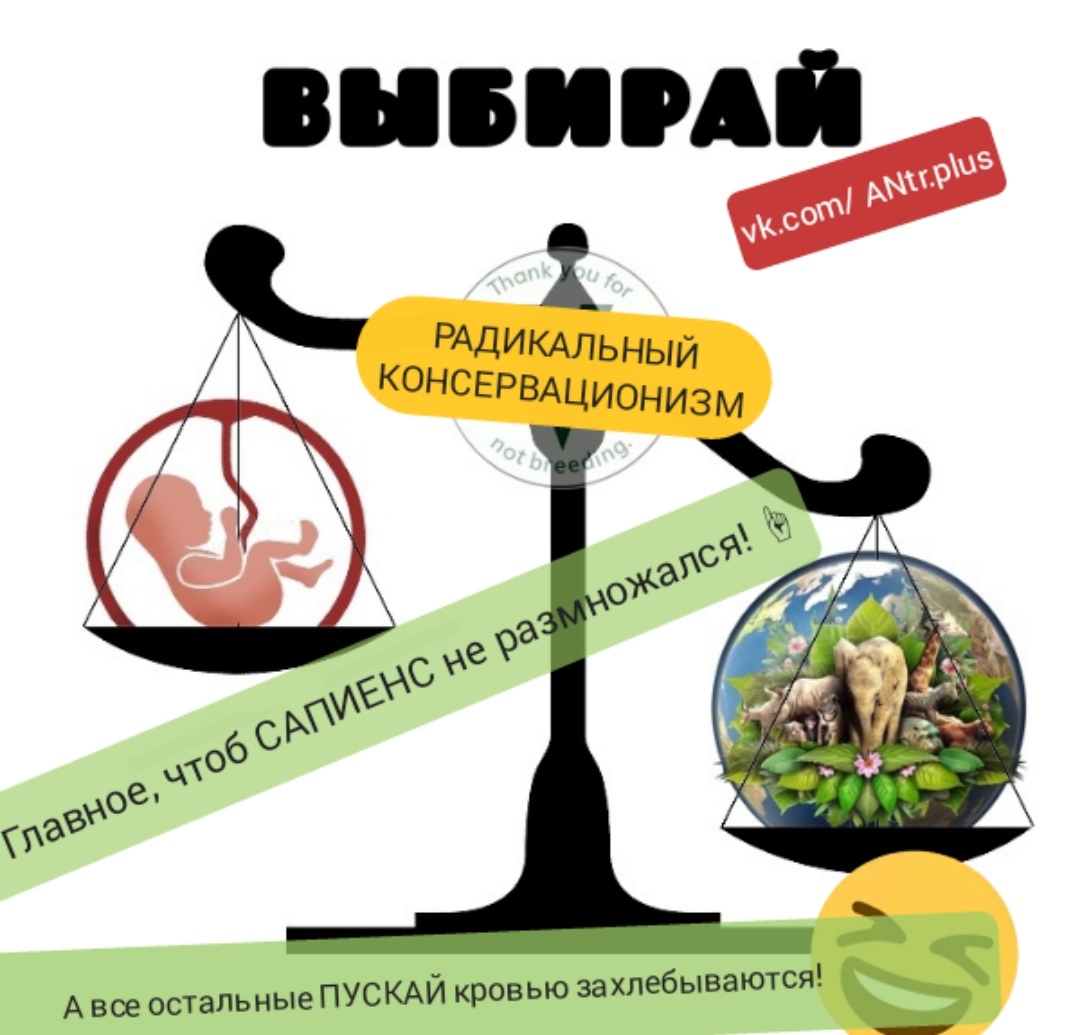 ВЫБИРАЙ
vk.com/ ANtr.plus
Thank you for
РАДИКАЛЬНЫЙ
КОНСЕРВАЦИОНИЗМ
not breeding.
Главное, чтоб САПИЕНС не размножался! ☝
А все остальные ПУСКАЙ кровью захлебываются!